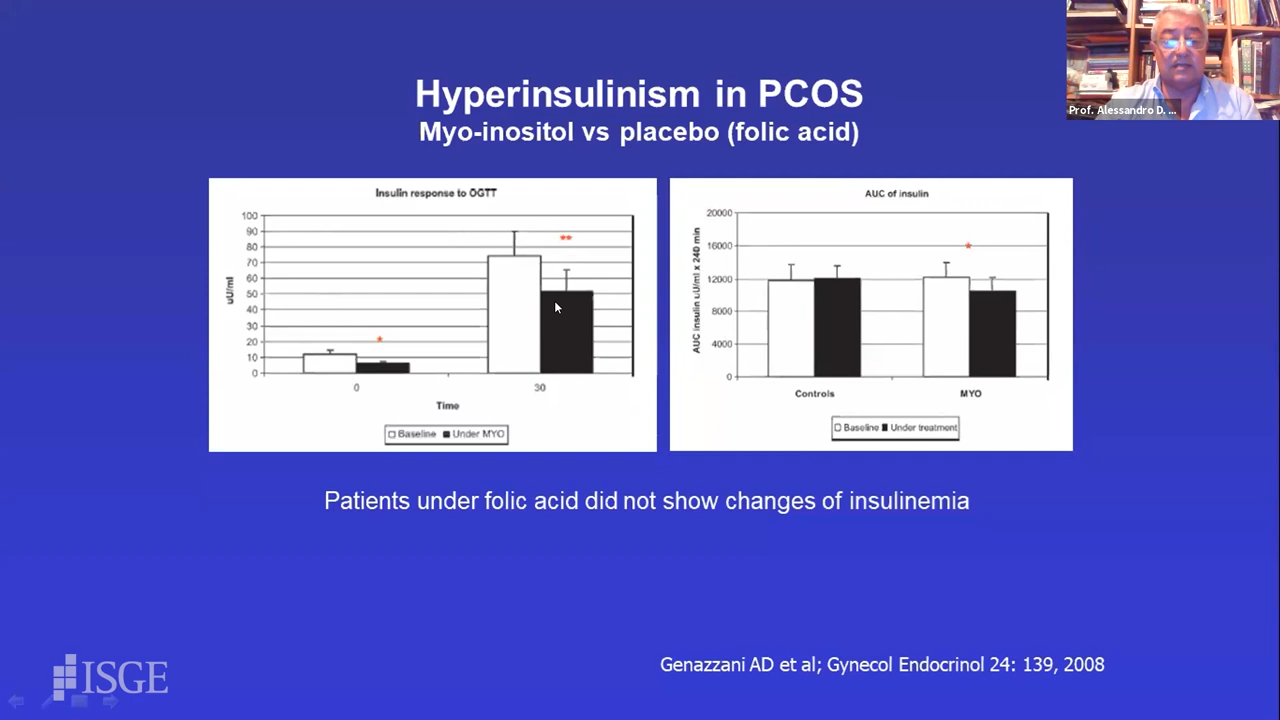 Hyperinsulinism in PCOS
Myo-inositol vs placebo (folic acid)
Prof. Alessandro D. ...
Insulin response to OGTT
100
90
80
70
60
50
40
30
20
10
0
uU/ml
*
**
0 30
Time
Baseline Under MYO
AUC of insulin
20000
16000
12000
8000
4000
0
AUC insulin uU/ml x 240 min
*
Controls MYO
Baseline Under treatment
Patients under folic acid did not show changes of insulinemia
ISGE
Genazzani AD et al; Gynecol Endocrinol 24: 139, 2008